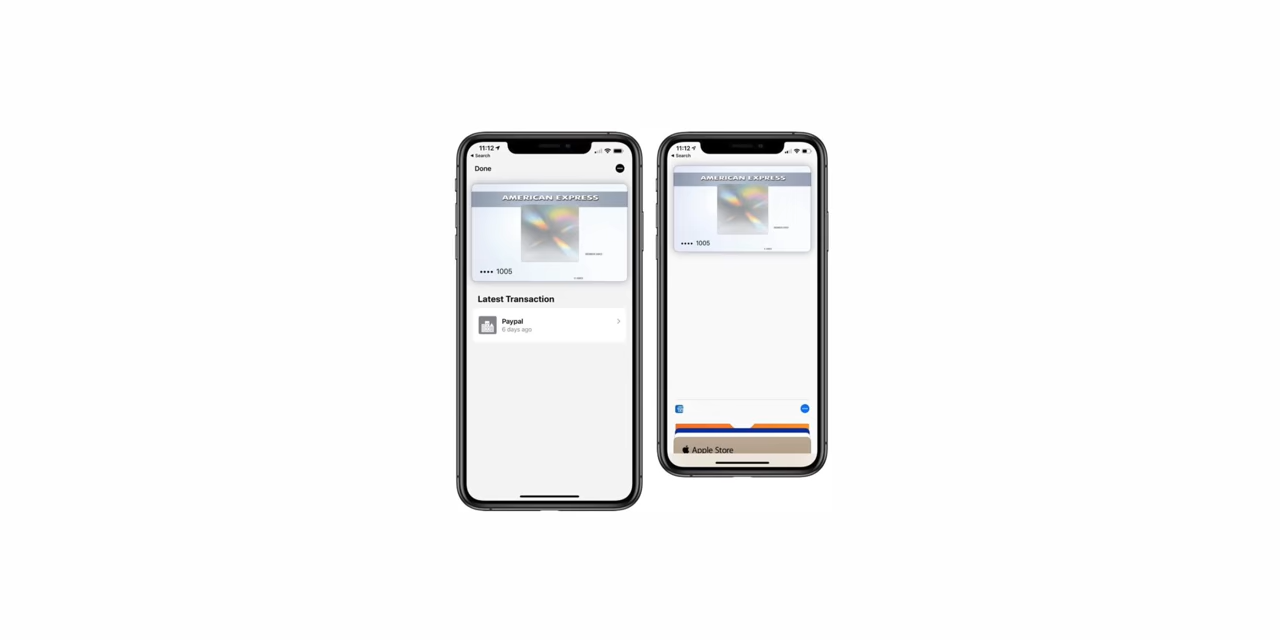 11:12
◀ Search
Done
AMERICAN EXPRESS
•••• 1005
Latest Transaction
Paypal
6 days ago
11:12
◀ Search
AMERICAN EXPRESS
•••• 1005
Apple Store